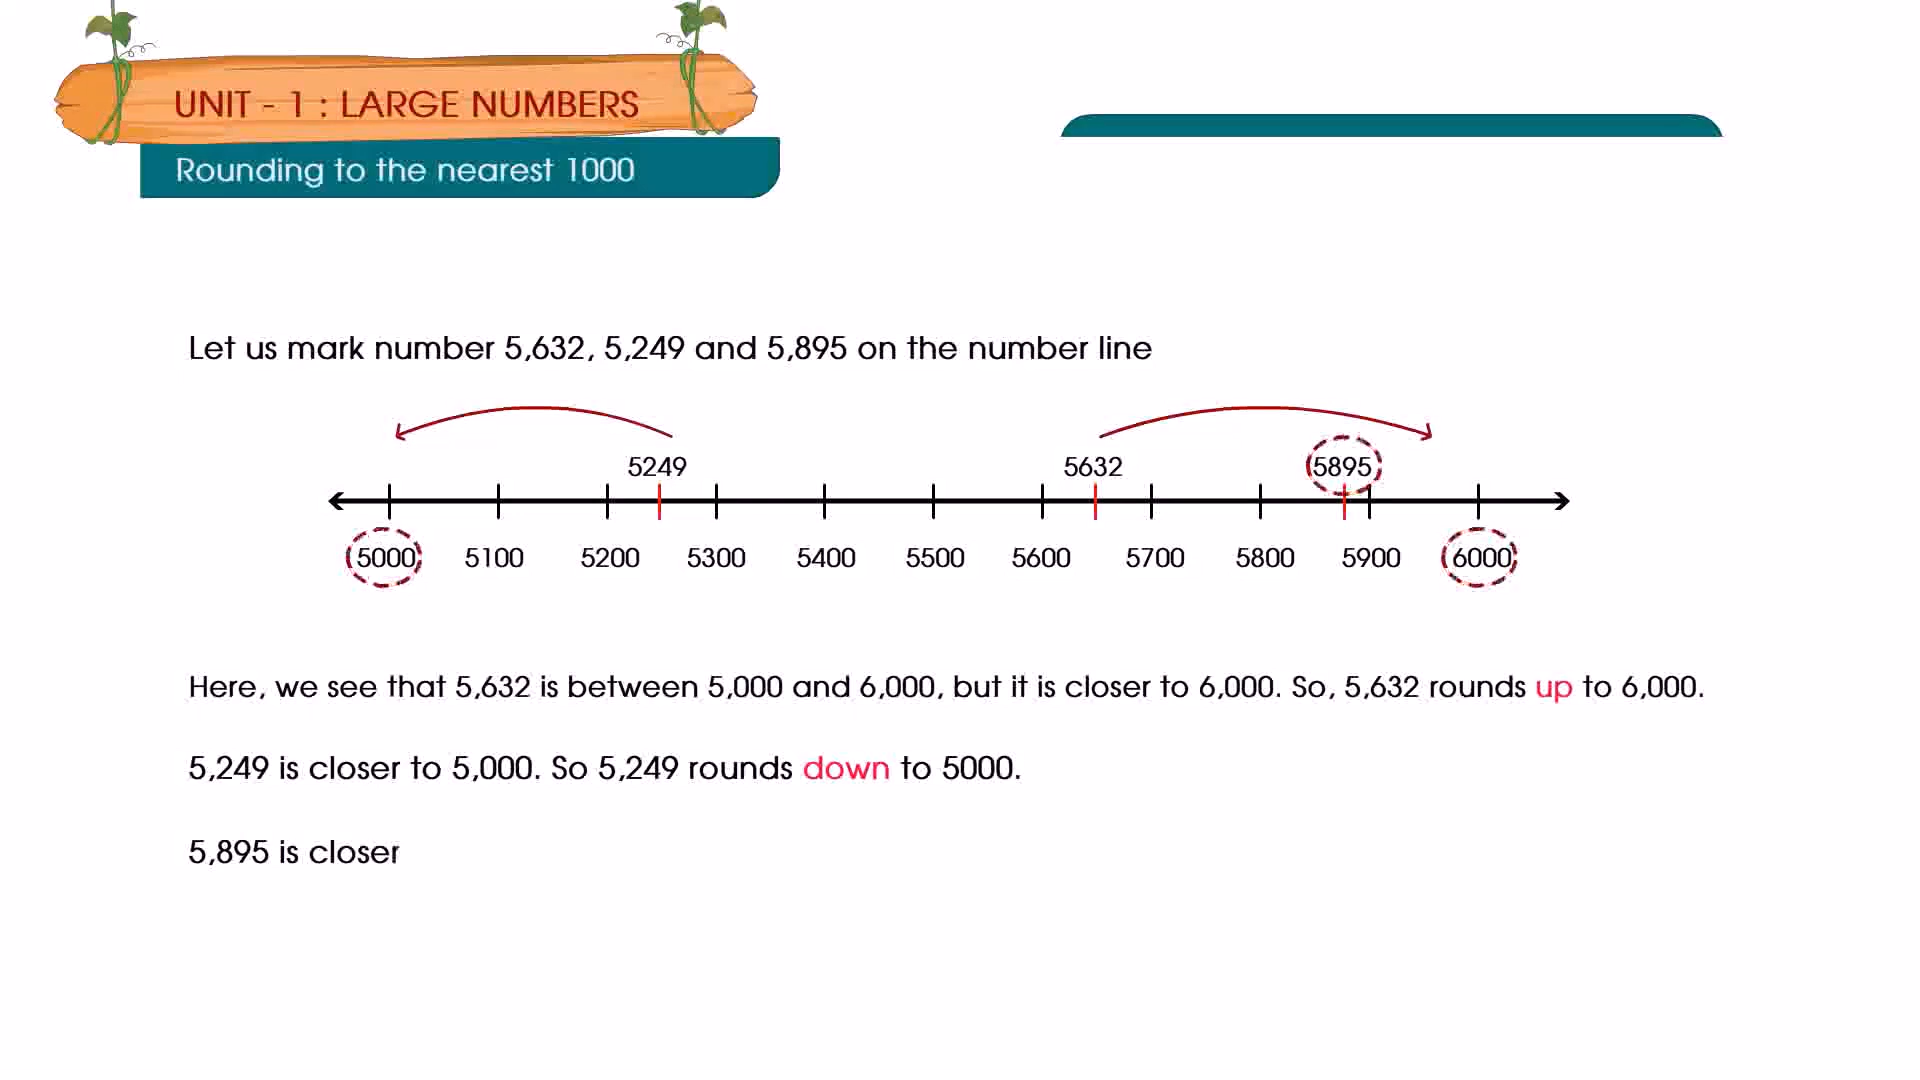 UNIT - 1 : LARGE NUMBERS
Rounding to the nearest 1000
Let us mark number 5,632, 5,249 and 5,895 on the number line
5249 5632 5895
5000 5100 5200 5300 5400 5500 5600 5700 5800 5900 6000
Here, we see that 5,632 is between 5,000 and 6,000, but it is closer to 6,000. So, 5,632 rounds up to 6,000.
5,249 is closer to 5,000. So 5,249 rounds down to 5000.
5,895 is closer